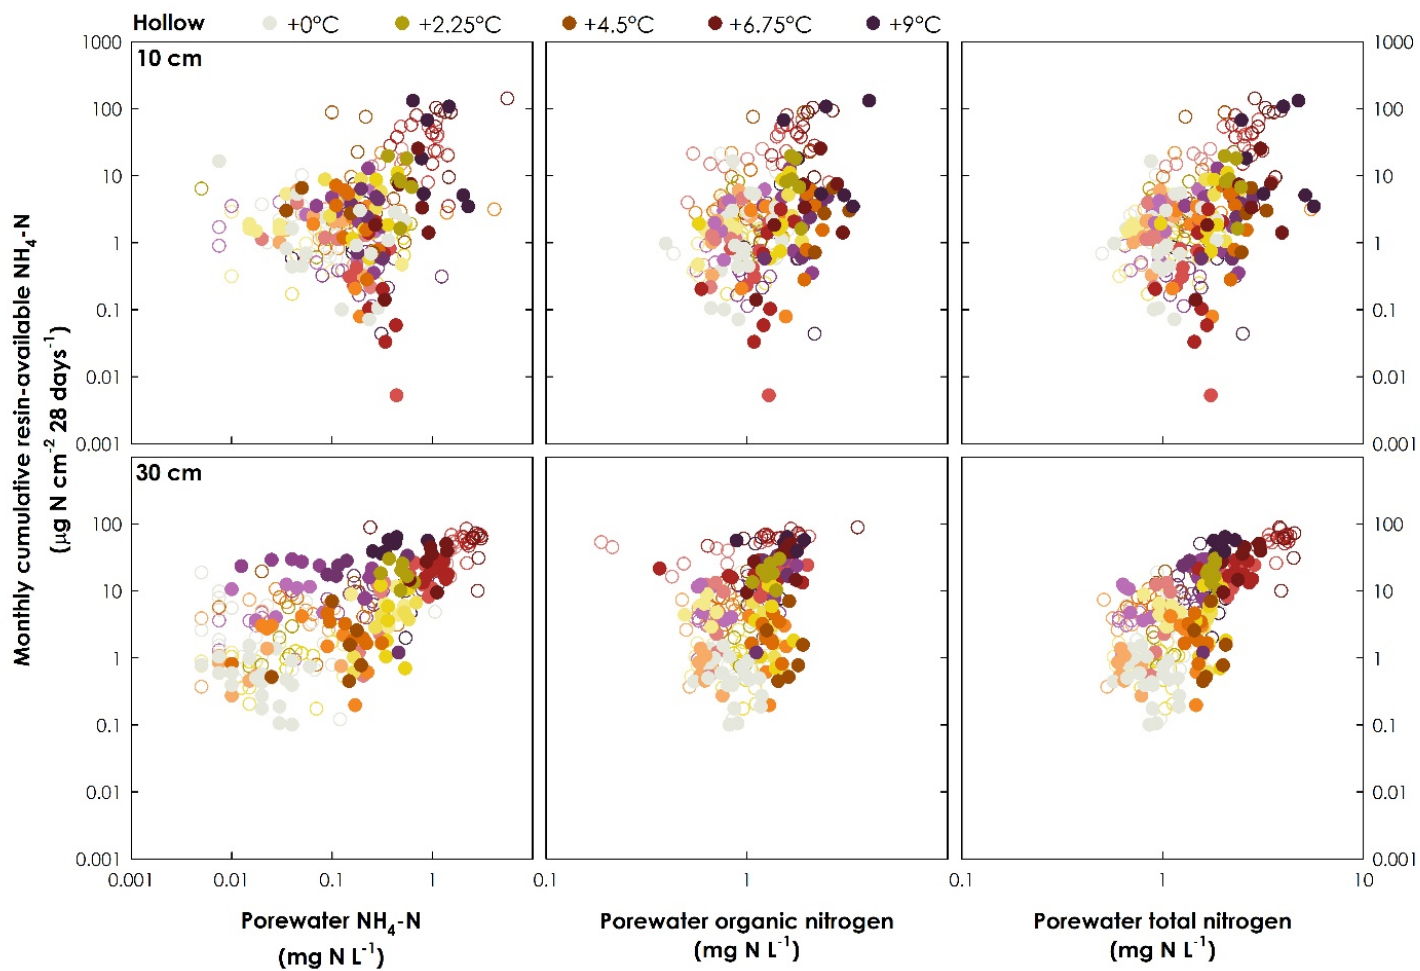 Hollow +0°C +2.25°C +4.5°C +6.75°C +9°C
1000 10 cm 1000
100 100
10 10
1 1
0.1 0.1
0.01 0.01
0.001 0.001
30 cm
100 100
10 10
1 1
0.1 0.1
0.01 0.01
0.001 0.001
0.001 0.01 0.1 1 0.1 1 0.1 1 10
Monthly cumulative resin-available NH₄-N
(µg N cm⁻² 28 days⁻¹)
Porewater NH₄-N Porewater organic nitrogen Porewater total nitrogen
(mg N L⁻¹) (mg N L⁻¹) (mg N L⁻¹)